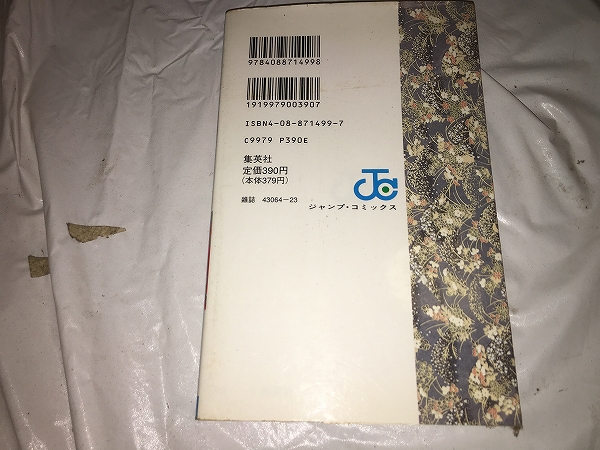 9784088714998
1919979003907
ISBN4-08-871499-7
C9979 P390E
集英社
定価390円
(本体379円)
雑誌 43064-23
JC
ジャンプ・コミックス